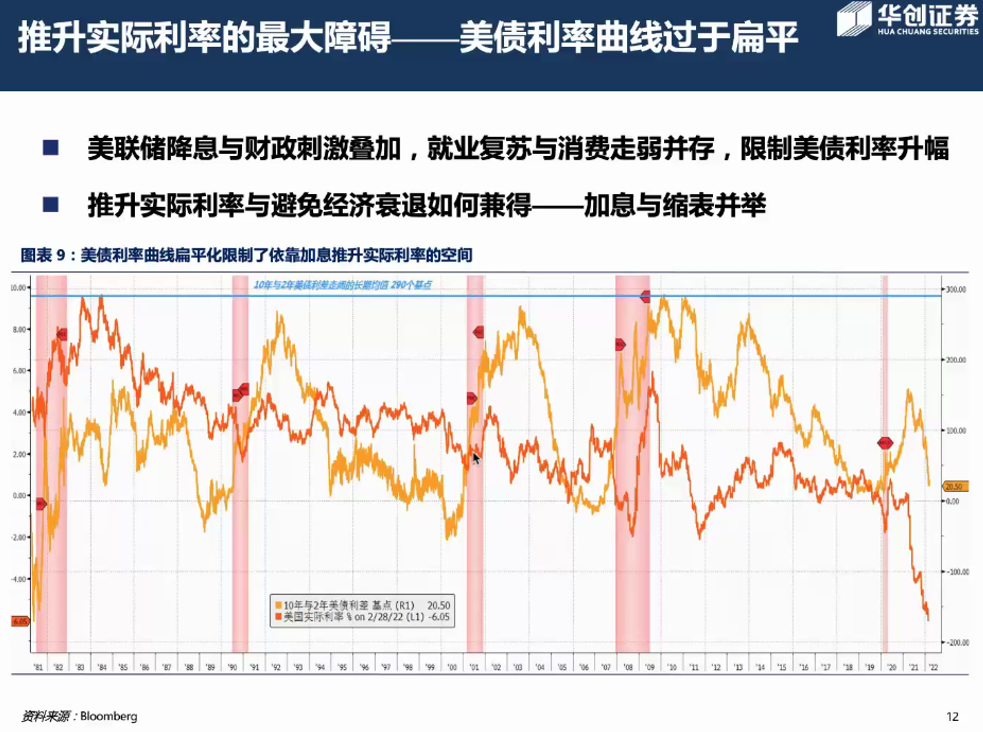 推升实际利率的最大障碍——美债利率曲线过于扁平
华创证券
HUA CHUANG SECURITIES
美联储降息与财政刺激叠加，就业复苏与消费走弱并存，限制美债利率升幅
推升实际利率与避免经济衰退如何兼得——加息与缩表并举
图表 9：美债利率曲线扁平化限制了依靠加息推升实际利率的空间
10年与2年美债利差走阔的长期均值 290个基点
10.00
8.00
6.00
4.00
2.00
0.00
-2.00
-4.00
-6.05
300.00
200.00
100.00
20.50
0.00
-100.00
-200.00
10年与2年美债利差 基点 (R1) 20.50
美国实际利率 % on 2/28/22 (L1) -6.05
'81 '82 '83 '84 '85 '86 '87 '88 '89 '90 '91 '92 '93 '94 '95 '96 '97 '98 '99 '00 '01 '02 '03 '04 '05 '06 '07 '08 '09 '10 '11 '12 '13 '14 '15 '16 '17 '18 '19 '20 '21 '22
资料来源：Bloomberg
12